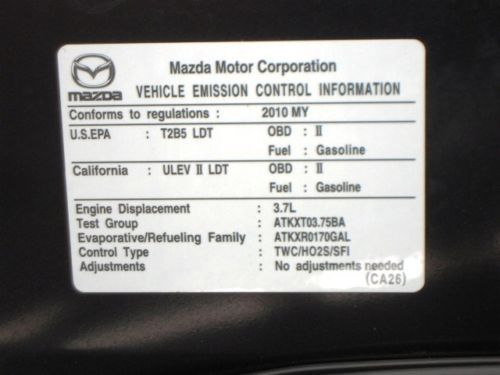 Mazda Motor Corporation
mazda VEHICLE EMISSION CONTROL INFORMATION
Conforms to regulations : 2010 MY
U.S.EPA : T2B5 LDT OBD : II
Fuel : Gasoline
California : ULEV II LDT OBD : II
Fuel : Gasoline
Engine Displacement : 3.7L
Test Group : ATKXT03.75BA
Evaporative/Refueling Family : ATKXR0170GAL
Control Type : TWC/HO2S/SFI
Adjustments : No adjustments needed
(CA26)